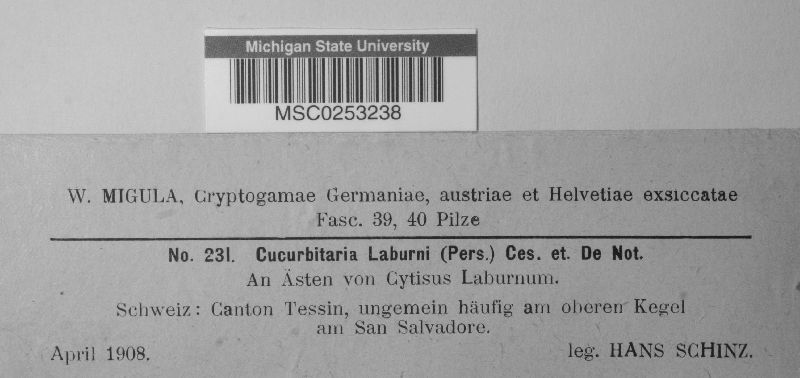 Michigan State University
MSC0253238
W. MIGULA, Cryptogamae Germaniae, austriae et Helvetiae exsiccatae
Fasc. 39, 40 Pilze
No. 231. Cucurbitaria Laburni (Pers.) Ces. et. De Not.
An Ästen von Cytisus Laburnum.
Schweiz: Canton Tessin, ungemein häufig am oberen Kegel
am San Salvadore.
April 1908. leg. HANS SCHINZ.